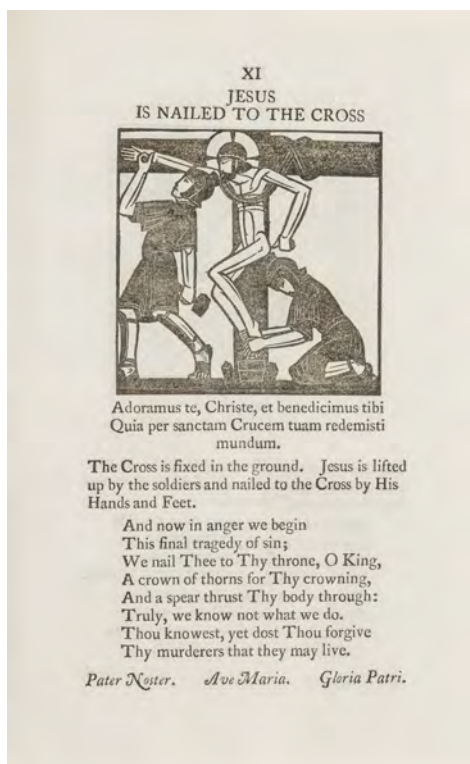 XI
JESUS
IS NAILED TO THE CROSS
Adoramus te, Christe, et benedicimus tibi
Quia per sanctam Crucem tuam redemisti
mundum.
The Cross is fixed in the ground. Jesus is lifted
up by the soldiers and nailed to the Cross by His
Hands and Feet.
And now in anger we begin
This final tragedy of sin;
We nail Thee to Thy throne, O King,
A crown of thorns for Thy crowning,
And a spear thrust Thy body through:
Truly, we know not what we do.
Thou knowest, yet dost Thou forgive
Thy murderers that they may live.
Pater Noster. Ave Maria. Gloria Patri.